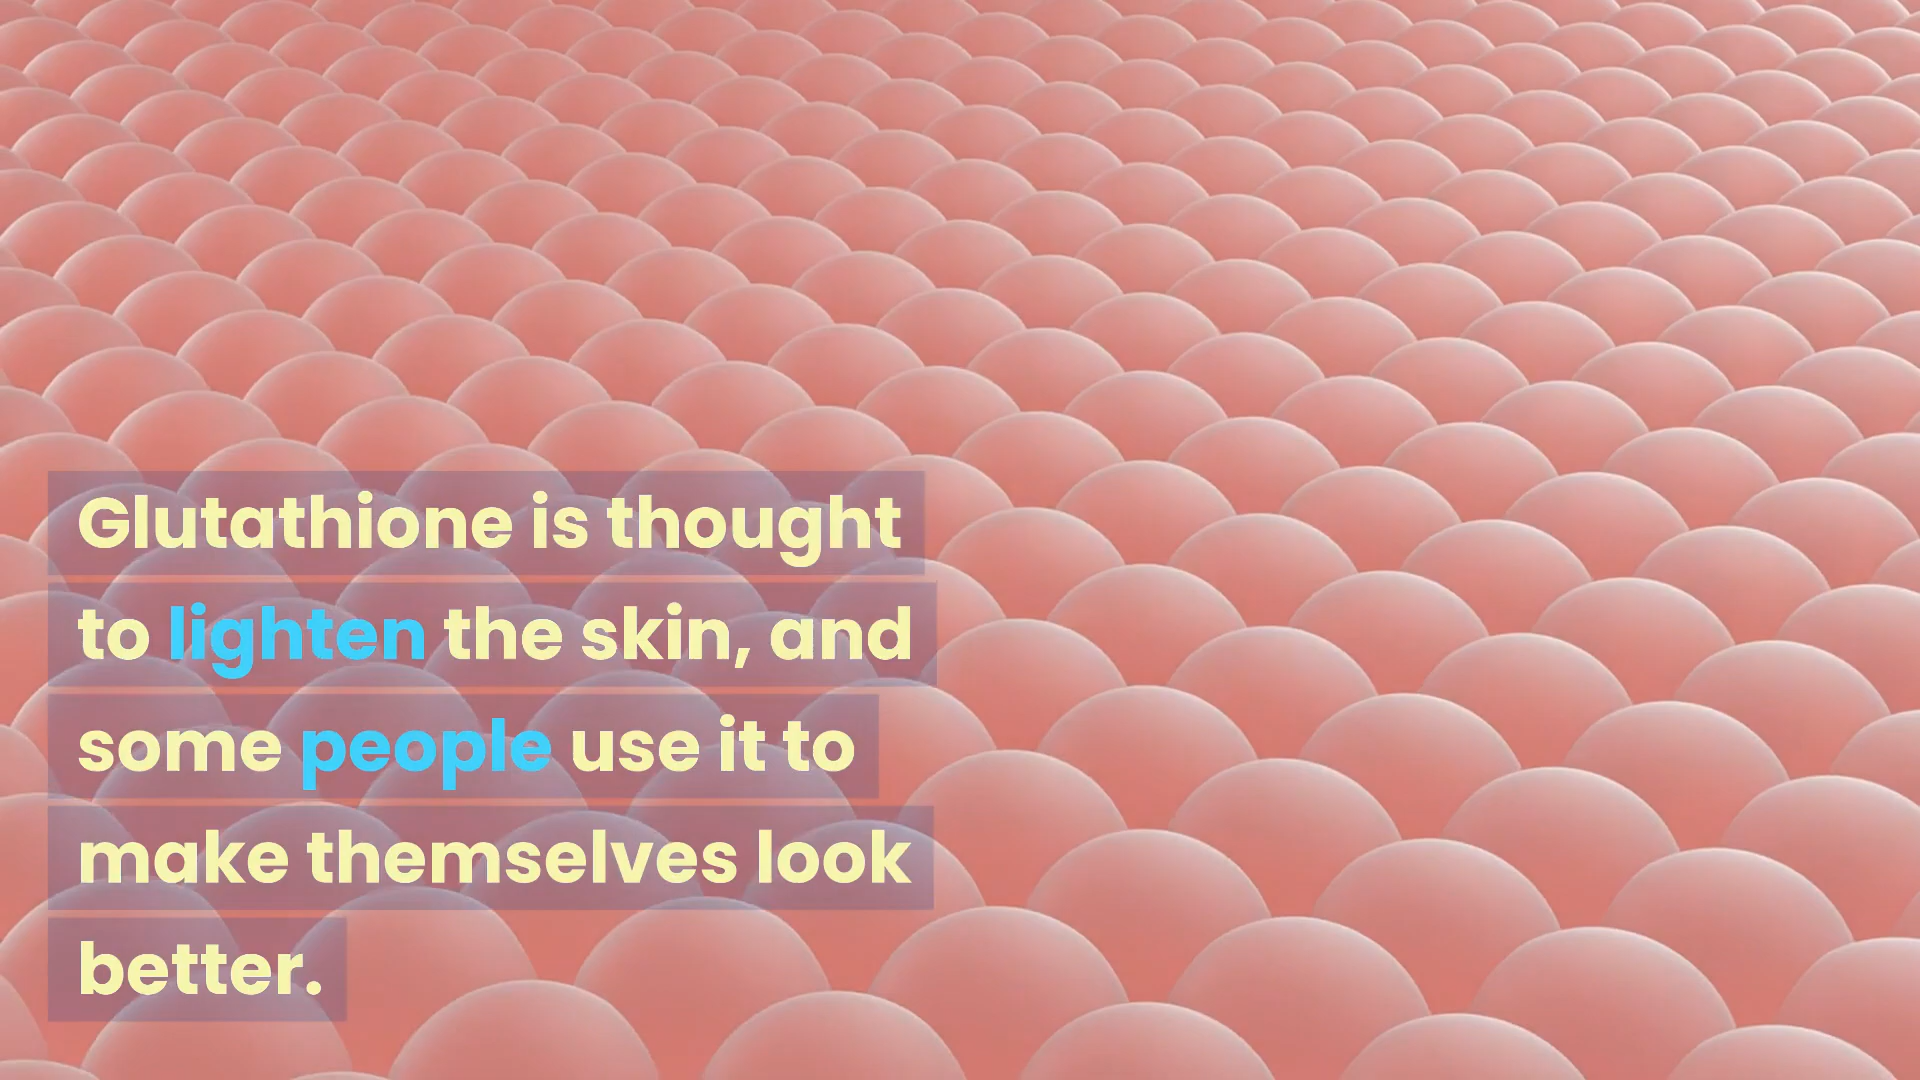 Glutathione is thought
to lighten the skin, and
some people use it to
make themselves look
better.